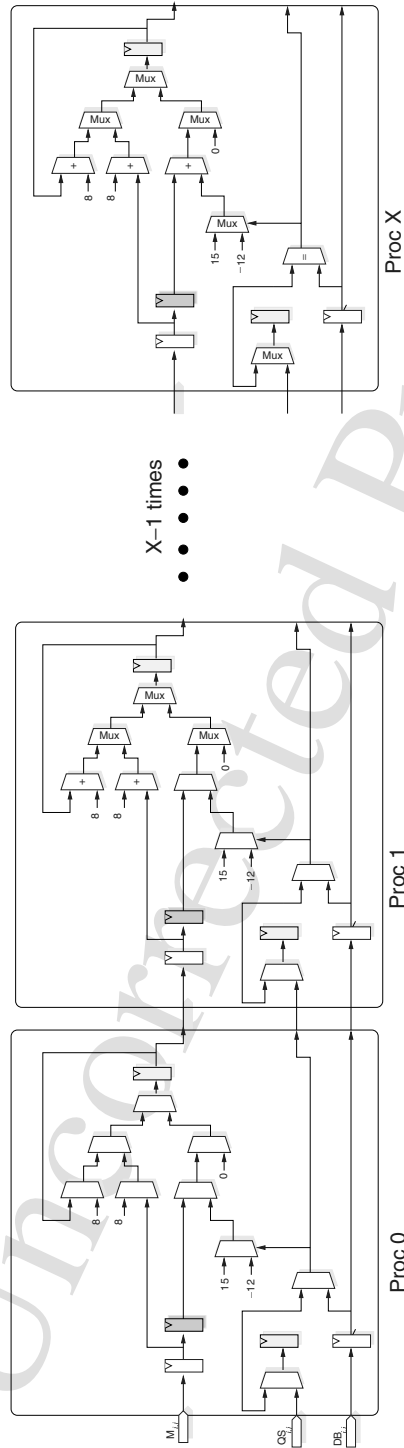 8
8
0
15
−12
M i,j
QS i,j
DB i,j
Proc 0
+
8
+
8
Mux
Mux
Mux
0
15
−12
Proc 1
X−1 times
+
8
+
8
Mux
Mux
+
Mux
0
Mux
15
−12
Mux
=
Proc X
Uncorrected